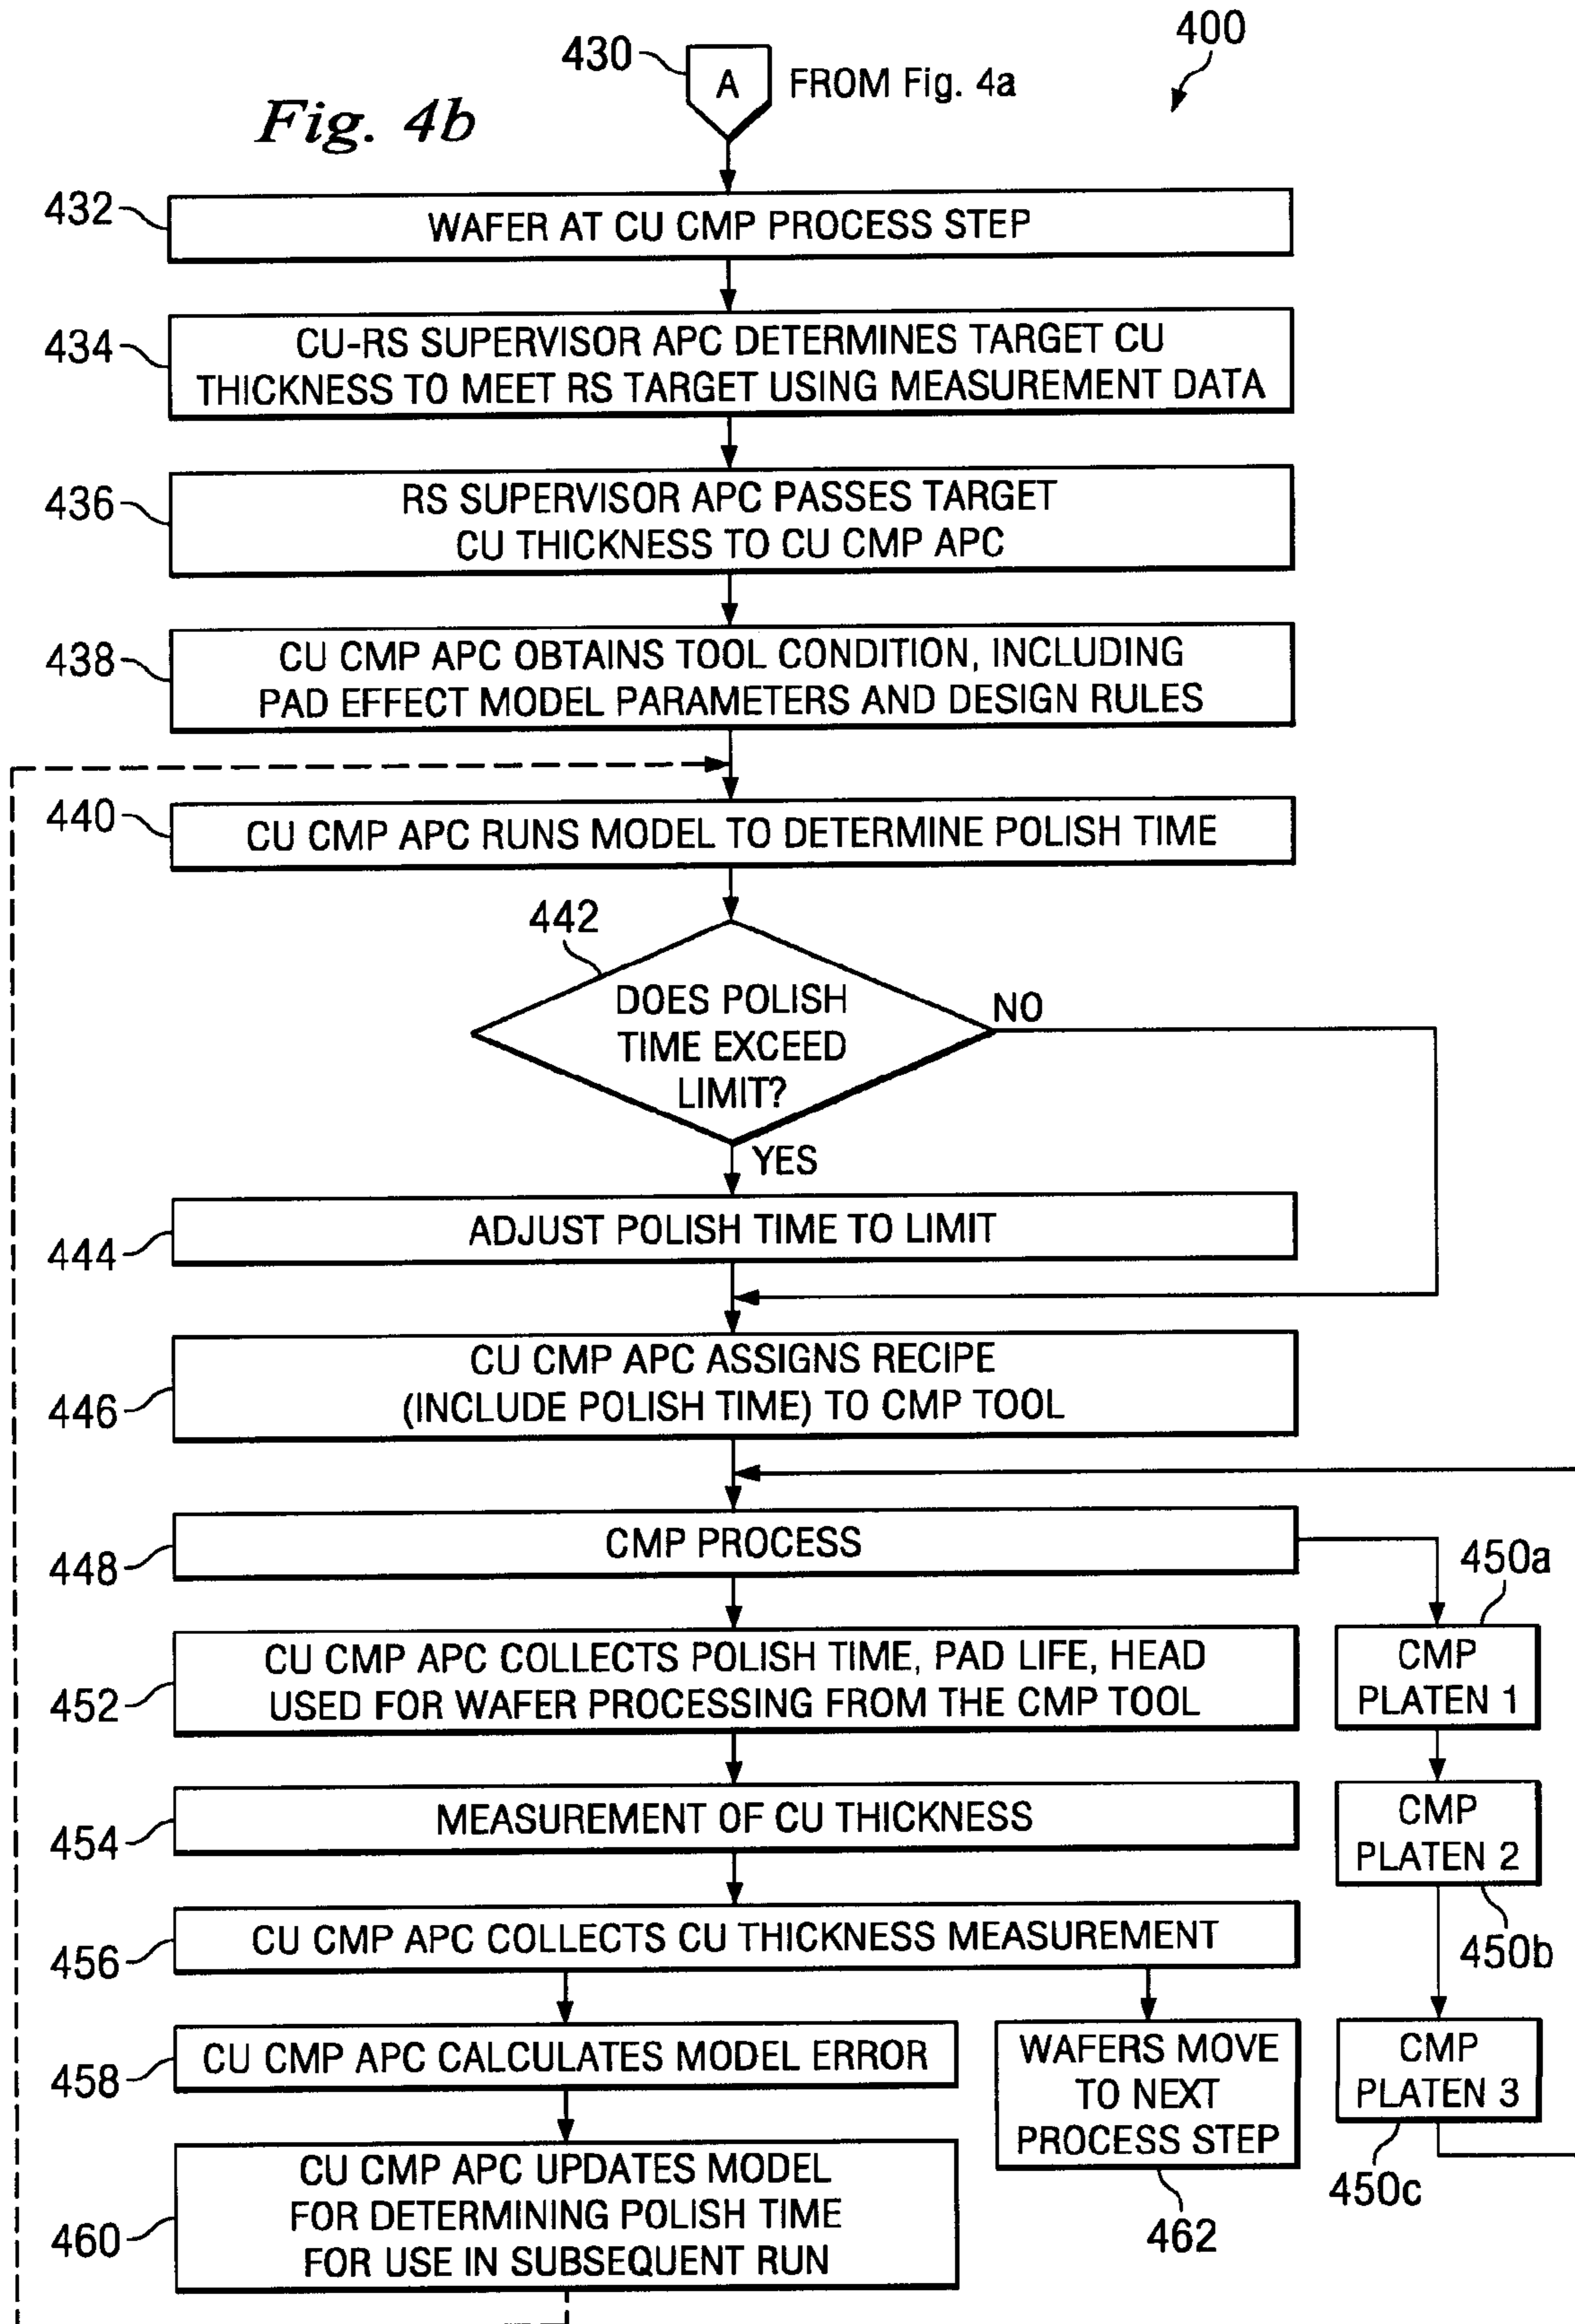 400
430
A
FROM Fig. 4a
Fig. 4b
432
WAFER AT CU CMP PROCESS STEP
434
CU-RS SUPERVISOR APC DETERMINES TARGET CU
THICKNESS TO MEET RS TARGET USING MEASUREMENT DATA
436
RS SUPERVISOR APC PASSES TARGET
CU THICKNESS TO CU CMP APC
438
CU CMP APC OBTAINS TOOL CONDITION, INCLUDING
PAD EFFECT MODEL PARAMETERS AND DESIGN RULES
440
CU CMP APC RUNS MODEL TO DETERMINE POLISH TIME
442
DOES POLISH
TIME EXCEED
LIMIT?
NO
YES
444
ADJUST POLISH TIME TO LIMIT
446
CU CMP APC ASSIGNS RECIPE
(INCLUDE POLISH TIME) TO CMP TOOL
448
CMP PROCESS
450a
CMP
PLATEN 1
452
CU CMP APC COLLECTS POLISH TIME, PAD LIFE, HEAD
USED FOR WAFER PROCESSING FROM THE CMP TOOL
454
MEASUREMENT OF CU THICKNESS
CMP
PLATEN 2
450b
456
CU CMP APC COLLECTS CU THICKNESS MEASUREMENT
458
CU CMP APC CALCULATES MODEL ERROR
WAFERS MOVE
TO NEXT
PROCESS STEP
462
CMP
PLATEN 3
450c
460
CU CMP APC UPDATES MODEL
FOR DETERMINING POLISH TIME
FOR USE IN SUBSEQUENT RUN